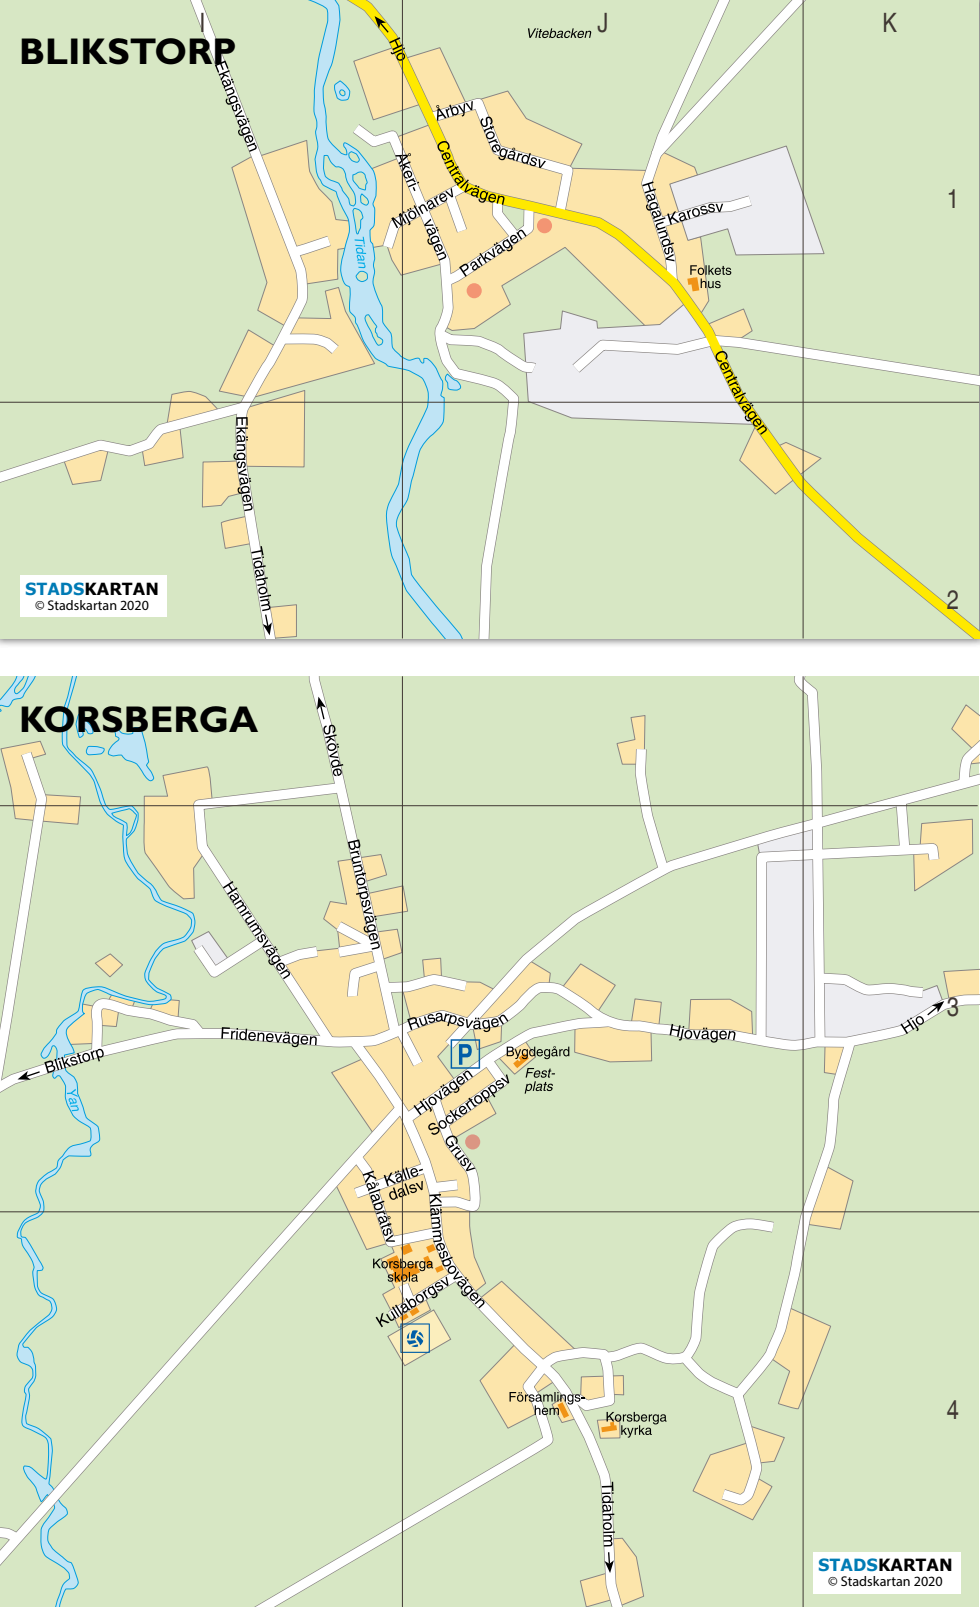 I
J
K
BLIKSTORP
Vitebacken
Hjo
Ekängsvägen
Årbyv
Storegårdsv
Centralvägen
Åkeri-
vägen
Mjölnarev
Parkvägen
Hagalundsv
Karossv
1
Tidan
Folkets
hus
Centralvägen
Ekängsvägen
Tidaholm
STADSKARTAN
© Stadskartan 2020
2
KORSBERGA
Skövde
Bruntorpsvägen
Hamrumsvägen
Rusarpsvägen
Fridenevägen
Hjovägen
Hjo
3
Blikstorp
P
Bygdegård
Fest-
plats
Yan
Hjovägen
Sockertoppsv
Grusv
Källe-
dalsv
Kålabråtsv
Klämmesbovägen
Korsberga
skola
Kullaborgsv
Församlings-
hem
Korsberga
kyrka
4
Tidaholm
STADSKARTAN
© Stadskartan 2020